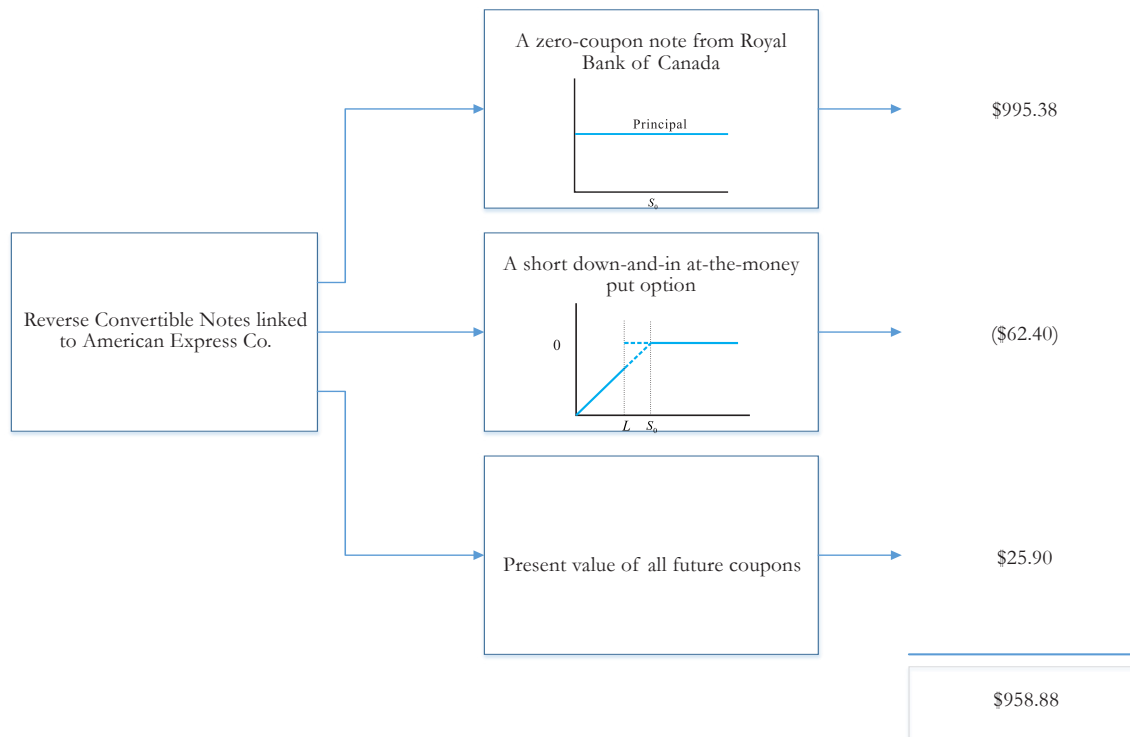 A zero-coupon note from Royal
Bank of Canada
Principal
S0
$995.38
Reverse Convertible Notes linked
to American Express Co.
A short down-and-in at-the-money
put option
0
L S0
($62.40)
Present value of all future coupons
$25.90
$958.88